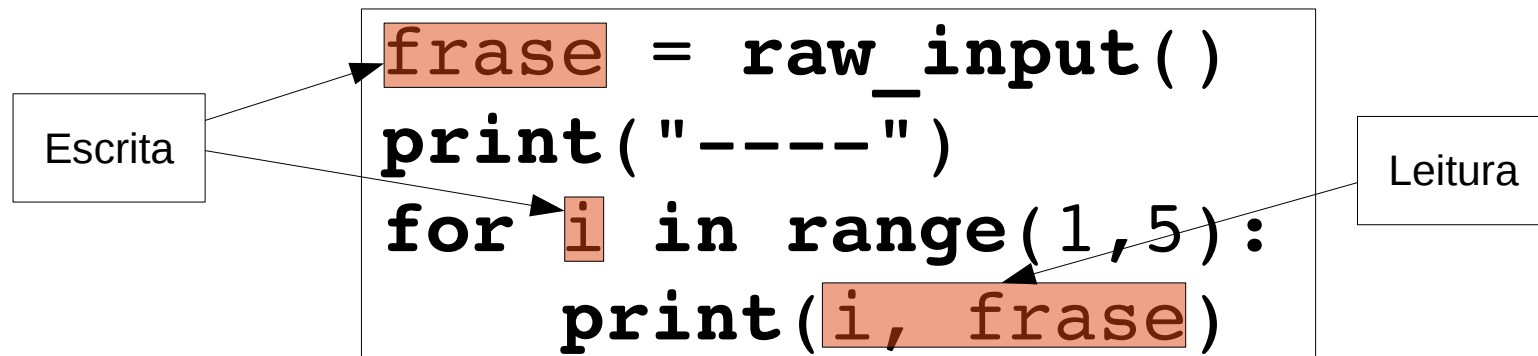 frase = raw_input()
print("----")
for i in range(1,5):
    print(i, frase)
Escrita
Leitura